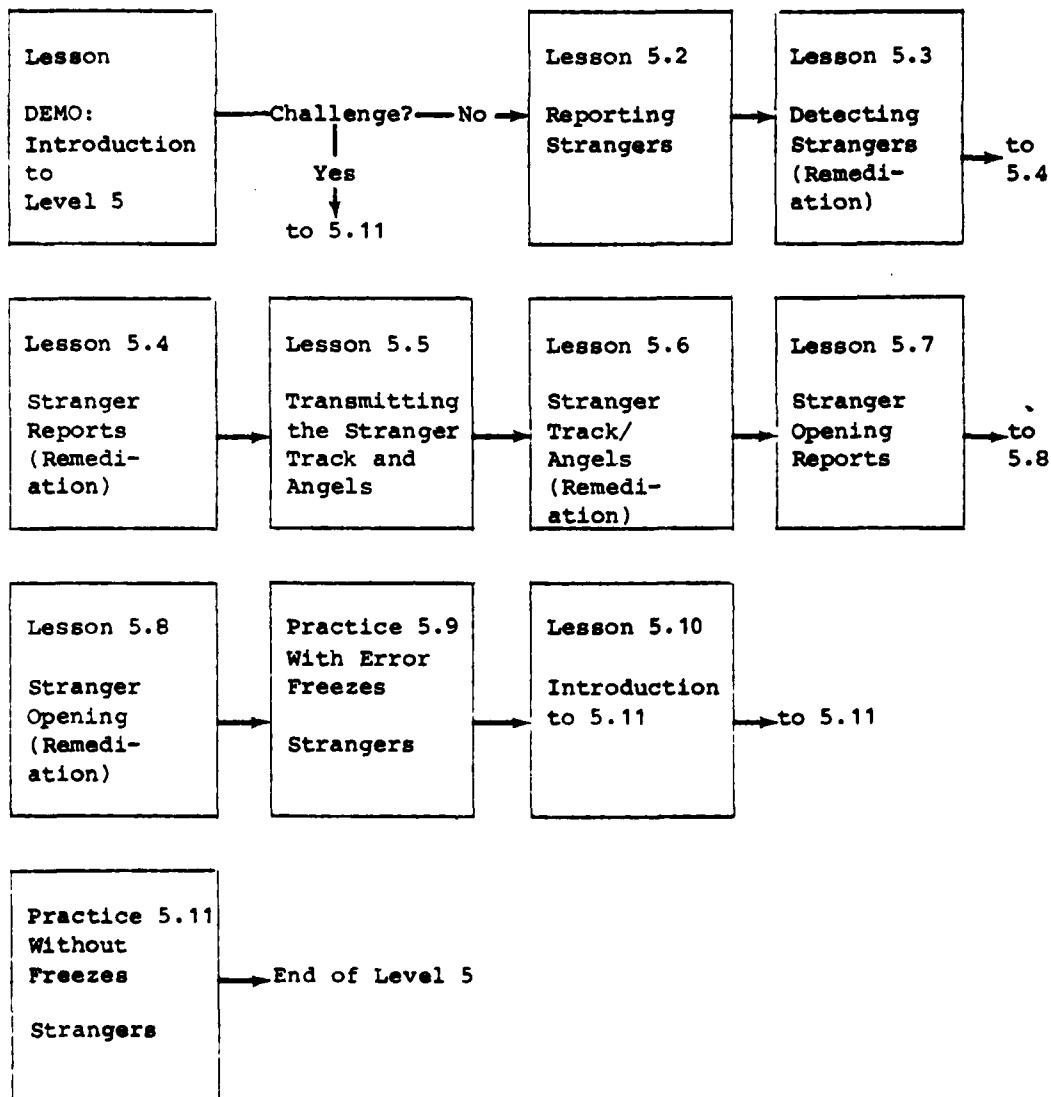 Lesson
DEMO:
Introduction
to
Level 5
Challenge?
No
Yes
to 5.11
Lesson 5.2
Reporting
Strangers
Lesson 5.3
Detecting
Strangers
(Remedi-
ation)
to
5.4
Lesson 5.4
Stranger
Reports
(Remedi-
ation)
Lesson 5.5
Transmitting
the Stranger
Track and
Angels
Lesson 5.6
Stranger
Track/
Angels
(Remedi-
ation)
Lesson 5.7
Stranger
Opening
Reports
to
5.8
Lesson 5.8
Stranger
Opening
(Remedi-
ation)
Practice 5.9
With Error
Freezes
Strangers
Lesson 5.10
Introduction
to 5.11
to 5.11
Practice 5.11
Without
Freezes
Strangers
End of Level 5